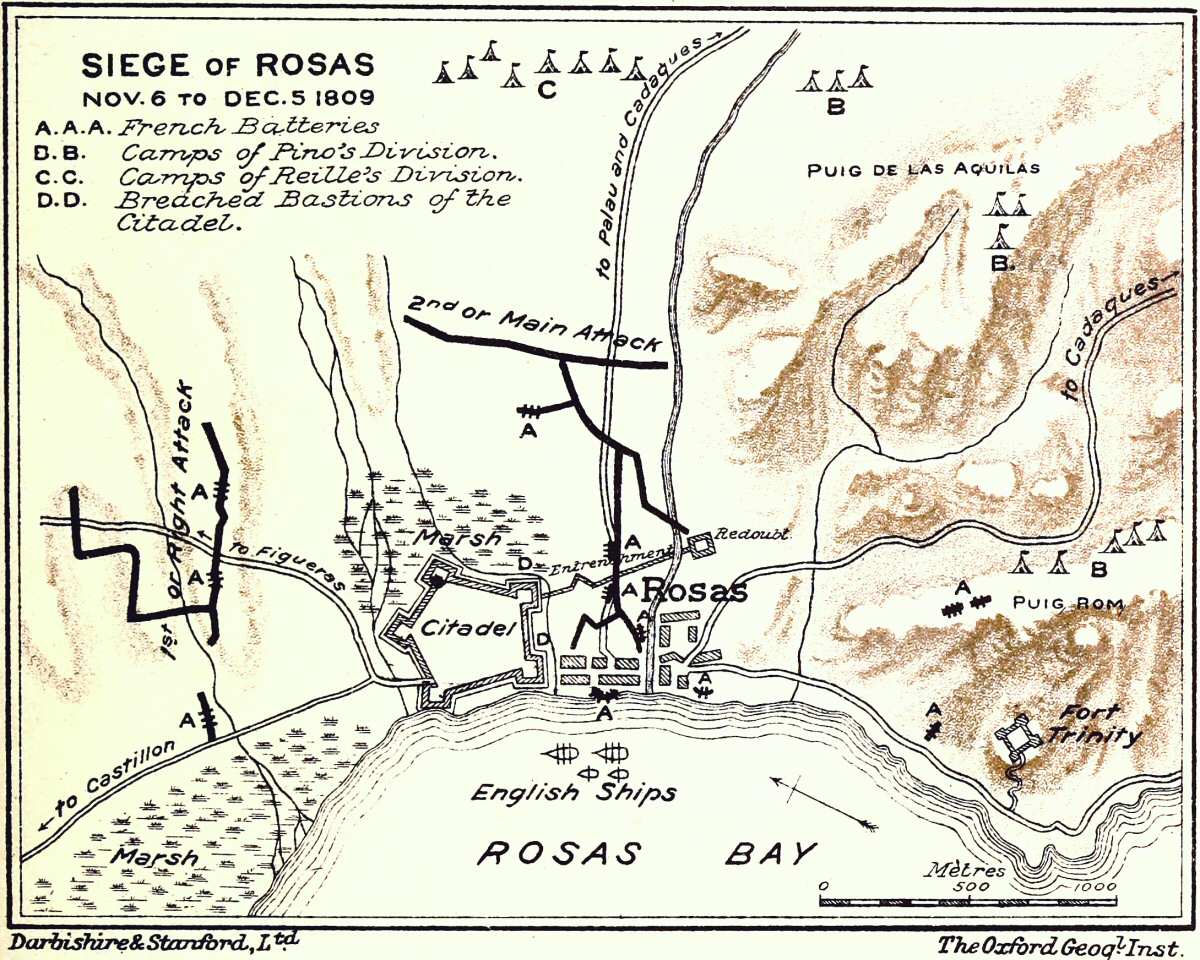 SIEGE OF ROSAS
NOV. 6 TO DEC. 5 1809
A.A.A. French Batteries
B.B. Camps of Pino's Division.
C.C. Camps of Reille's Division.
D.D. Breached Bastions of the
Citadel.
C
B
to Palau and Cadaques
PUIG DE LAS AQUILAS
B.
to Cadaques
2nd or Main Attack
A
1st or Right Attack
A
A
to Figueras
Marsh
Redoubt
Entrenchment
D
A
A
Rosas
A
Citadel
D
B
A
PUIG ROM
A
A
A
A
Fort
Trinity
to Castillon
English Ships
Marsh
ROSAS BAY
Mètres
0 500 1000
Darbishire & Stanford, Ltd
The Oxford Geogl. Inst.